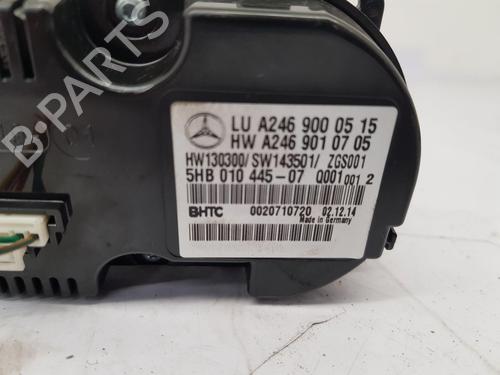 B-PARTS
LU A246 900 05 15
HW A246 901 07 05
HW130300/ SW143501/ ZGS001
5HB 010 445-07 0001 001 2
BHTC 0020710720 02.12.14
Made in Germany